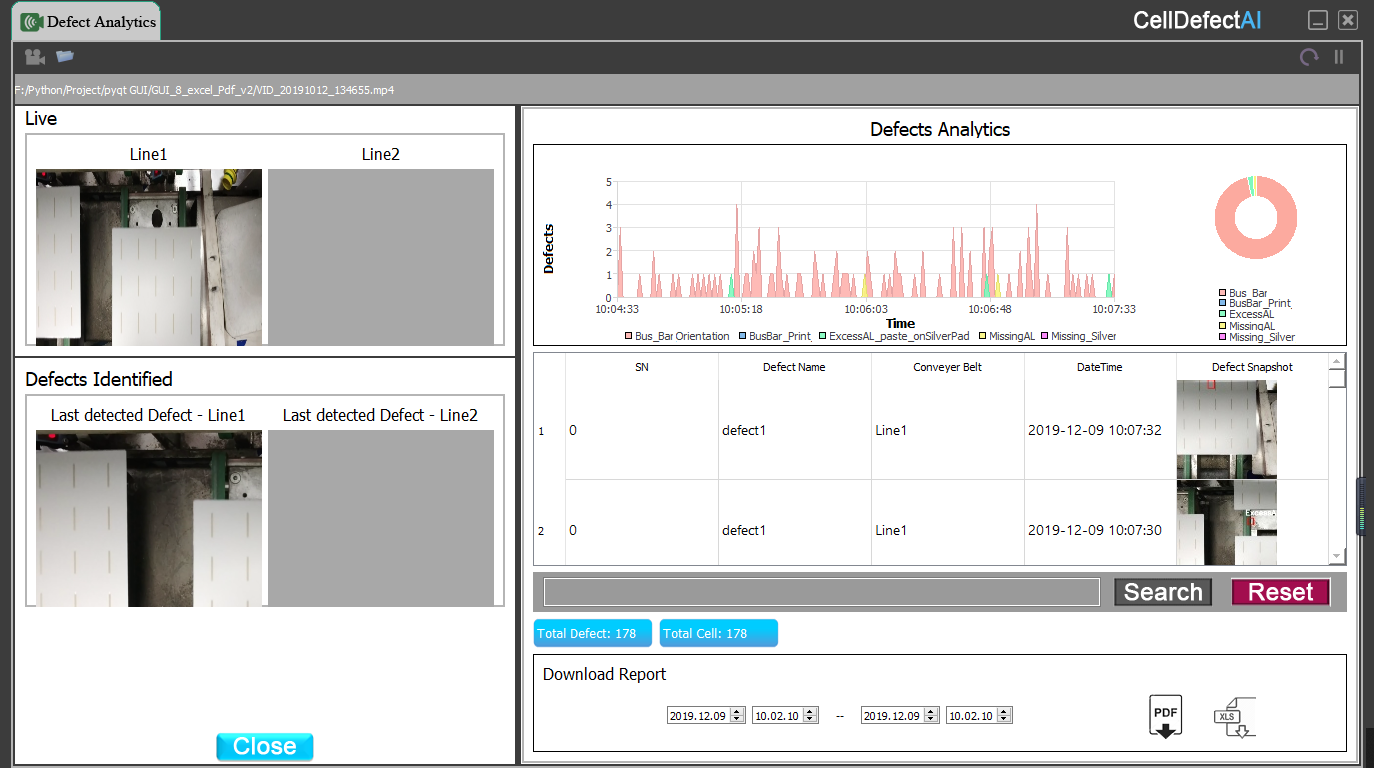 Defect Analytics
CellDefectAI
F:/Python/Project/pyqt GUI/GUI_8_excel_Pdf_v2/VID_20191012_134655.mp4
Live
Line1
Line2
Defects Identified
Last detected Defect - Line1
Last detected Defect - Line2
Close
Defects Analytics
Defects
5
4
3
2
1
0
10:04:33
10:05:18
10:06:03
10:06:48
10:07:33
Time
Bus_Bar Orientation
BusBar_Print
ExcessAL_paste_onSilverPad
MissingAL
Missing_Silver
Bus_Bar
BusBar_Print
ExcessAL
MissingAL
Missing_Silver
SN
Defect Name
Conveyer Belt
DateTime
Defect Snapshot
1
0
defect1
Line1
2019-12-09 10:07:32
2
0
defect1
Line1
2019-12-09 10:07:30
Search
Reset
Total Defect: 178
Total Cell: 178
Download Report
2019.12.09
10.02.10
--
2019.12.09
10.02.10
PDF
XLS